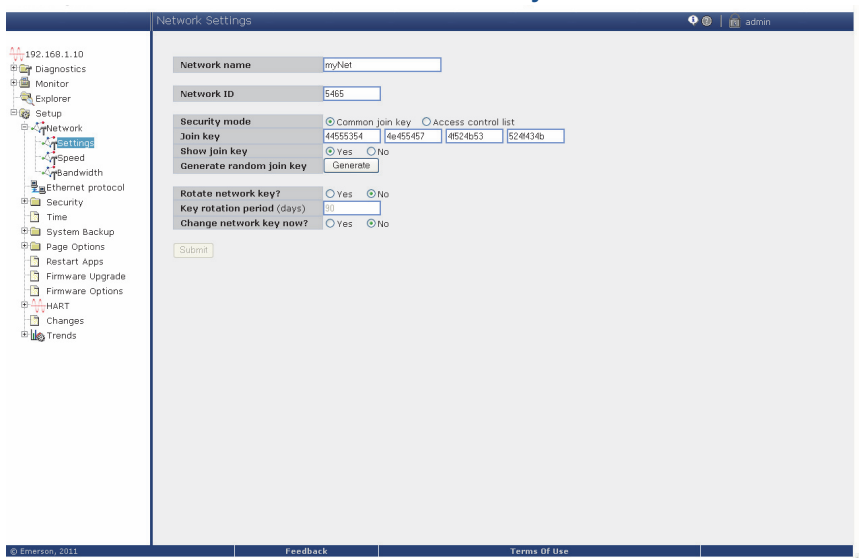 Network Settings
admin
192.168.1.10
Diagnostics
Monitor
Explorer
Setup
Network
Settings
Speed
Bandwidth
Ethernet protocol
Security
Time
System Backup
Page Options
Restart Apps
Firmware Upgrade
Firmware Options
HART
Changes
Trends
Network name myNet
Network ID 5465
Security mode Common join key Access control list
Join key 44555354 4e455457 4f524b53 524f434b
Show join key Yes No
Generate random join key Generate
Rotate network key? Yes No
Key rotation period (days) 90
Change network key now? Yes No
Submit
© Emerson, 2011 Feedback Terms Of Use